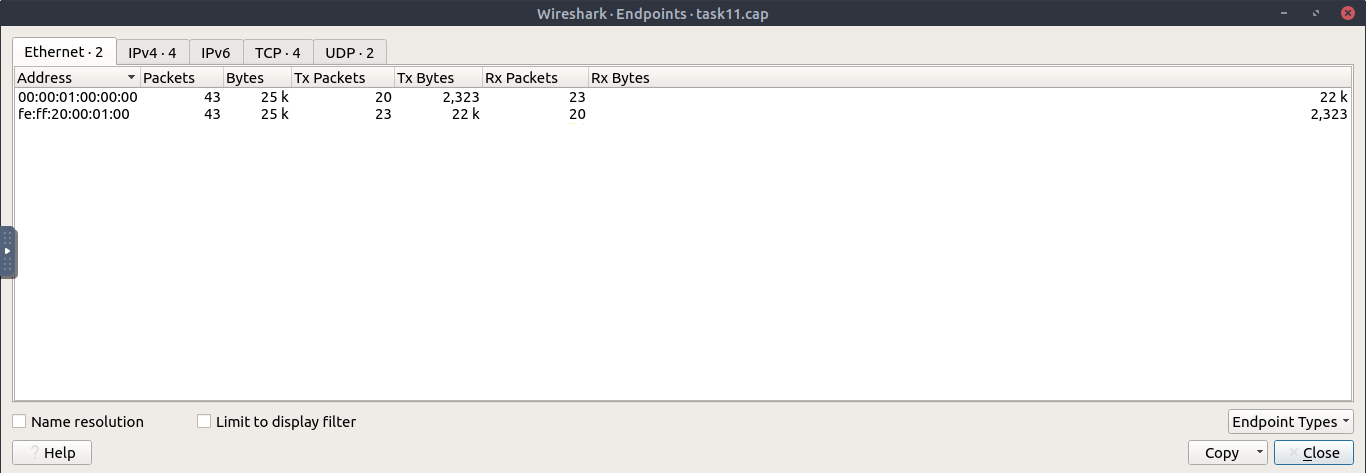 Wireshark · Endpoints · task11.cap
Ethernet · 2 IPv4 · 4 IPv6 TCP · 4 UDP · 2
Address Packets Bytes Tx Packets Tx Bytes Rx Packets Rx Bytes
00:00:01:00:00:00 43 25 k 20 2,323 23 22 k
fe:ff:20:00:01:00 43 25 k 23 22 k 20 2,323
Name resolution Limit to display filter Endpoint Types
? Help Copy Close